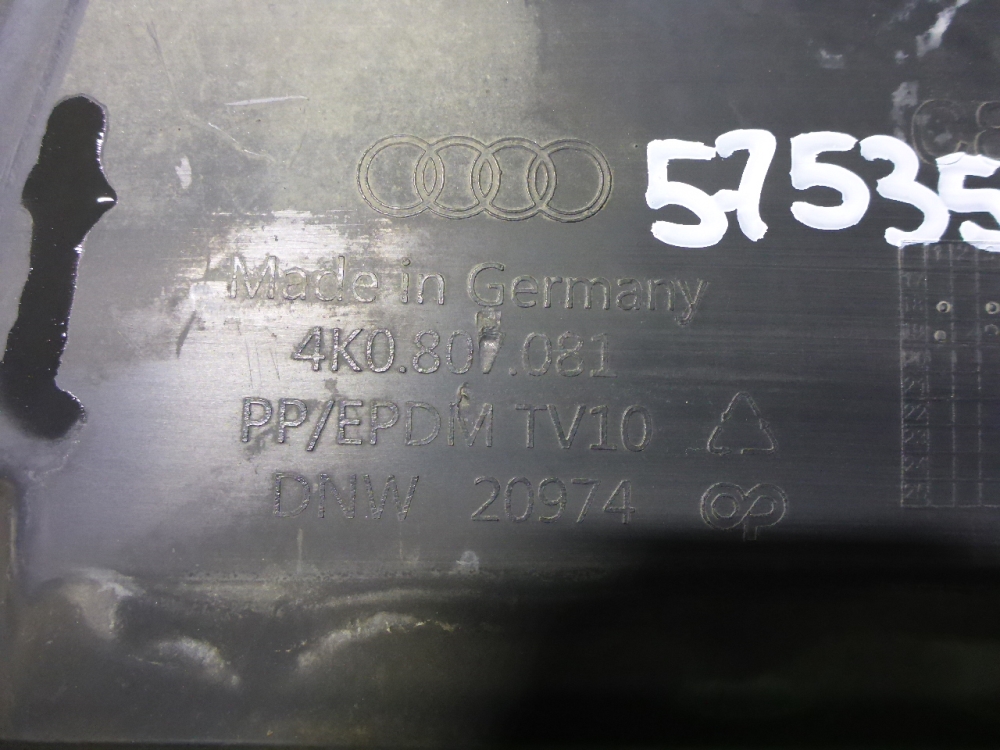 57535
Made in Germany
4K0.807.081
PP/EPDM TV10
DNW 20974